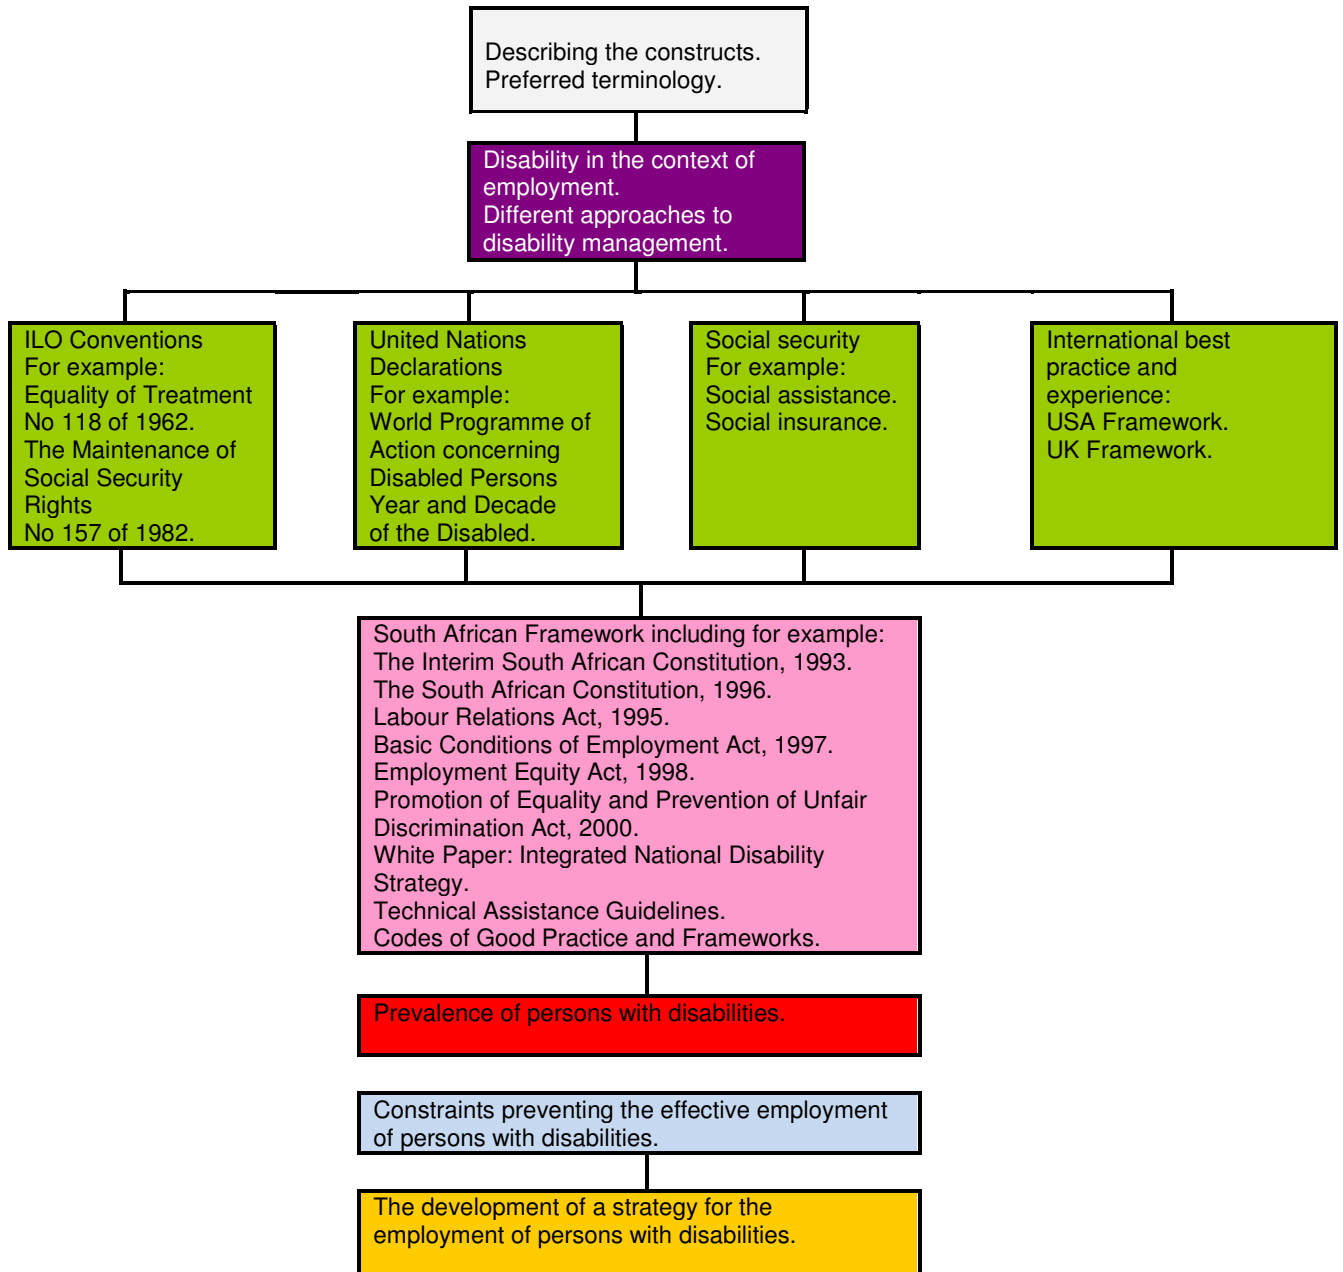 Describing the constructs.
Preferred terminology.
Disability in the context of
employment.
Different approaches to
disability management.
ILO Conventions
For example:
Equality of Treatment
No 118 of 1962.
The Maintenance of
Social Security
Rights
No 157 of 1982.
United Nations
Declarations
For example:
World Programme of
Action concerning
Disabled Persons
Year and Decade
of the Disabled.
Social security
For example:
Social assistance.
Social insurance.
International best
practice and
experience:
USA Framework.
UK Framework.
South African Framework including for example:
The Interim South African Constitution, 1993.
The South African Constitution, 1996.
Labour Relations Act, 1995.
Basic Conditions of Employment Act, 1997.
Employment Equity Act, 1998.
Promotion of Equality and Prevention of Unfair
Discrimination Act, 2000.
White Paper: Integrated National Disability
Strategy.
Technical Assistance Guidelines.
Codes of Good Practice and Frameworks.
Prevalence of persons with disabilities.
Constraints preventing the effective employment
of persons with disabilities.
The development of a strategy for the
employment of persons with disabilities.